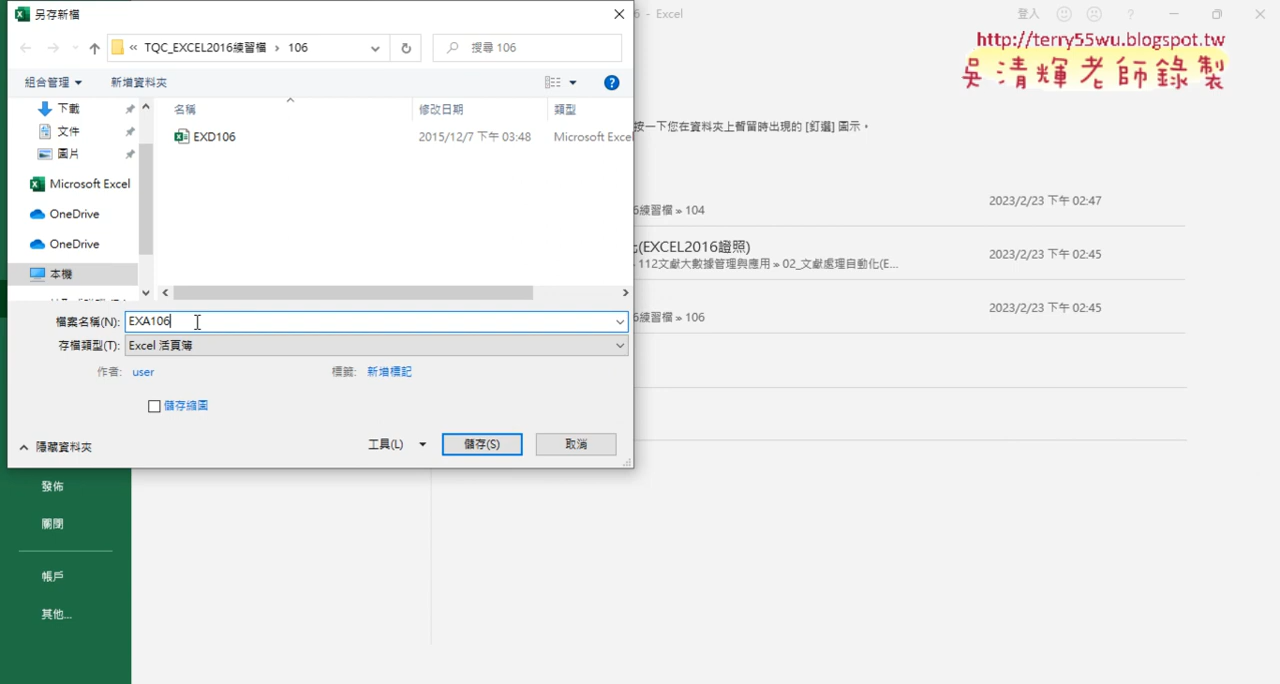 另存新檔
6 - Excel
登入
« TQC_EXCEL2016練習檔 › 106
搜尋 106
http://terry55wu.blogspot.tw
吳清輝老師錄製
組合管理
新增資料夾
名稱
修改日期
類型
下載
文件
圖片
Microsoft Excel
OneDrive
OneDrive
本機
EXD106
2015/12/7 下午 03:48
Microsoft Exce
按一下您在資料夾上暫留時出現的 [釘選] 圖示。
6練習檔 » 104
2023/2/23 下午 02:47
(EXCEL2016證照)
112文獻大數據管理與應用 » 02_文獻處理自動化(E...
2023/2/23 下午 02:45
6練習檔 » 106
2023/2/23 下午 02:45
檔案名稱(N): EXA106
存檔類型(T): Excel 活頁簿
作者: user
標籤: 新增標記
儲存縮圖
隱藏資料夾
工具(L)
儲存(S)
取消
發佈
關閉
帳戶
其他...